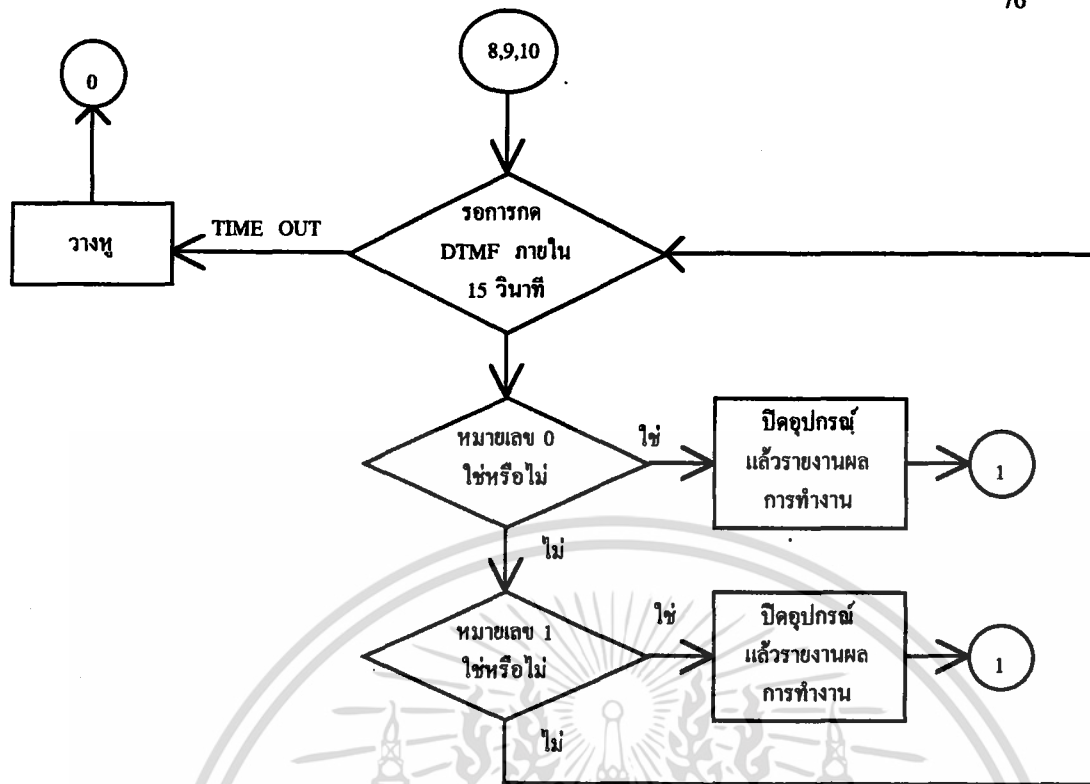 76
8,9,10
0
รอการกด
DTMF ภายใน
15 วินาที
TIME OUT
วางหู
หมายเลข 0
ใช่หรือไม่
ใช่
ปิดอุปกรณ์
แล้วรายงานผล
การทำงาน
1
ไม่
หมายเลข 1
ใช่หรือไม่
ใช่
ปิดอุปกรณ์
แล้วรายงานผล
การทำงาน
1
ไม่